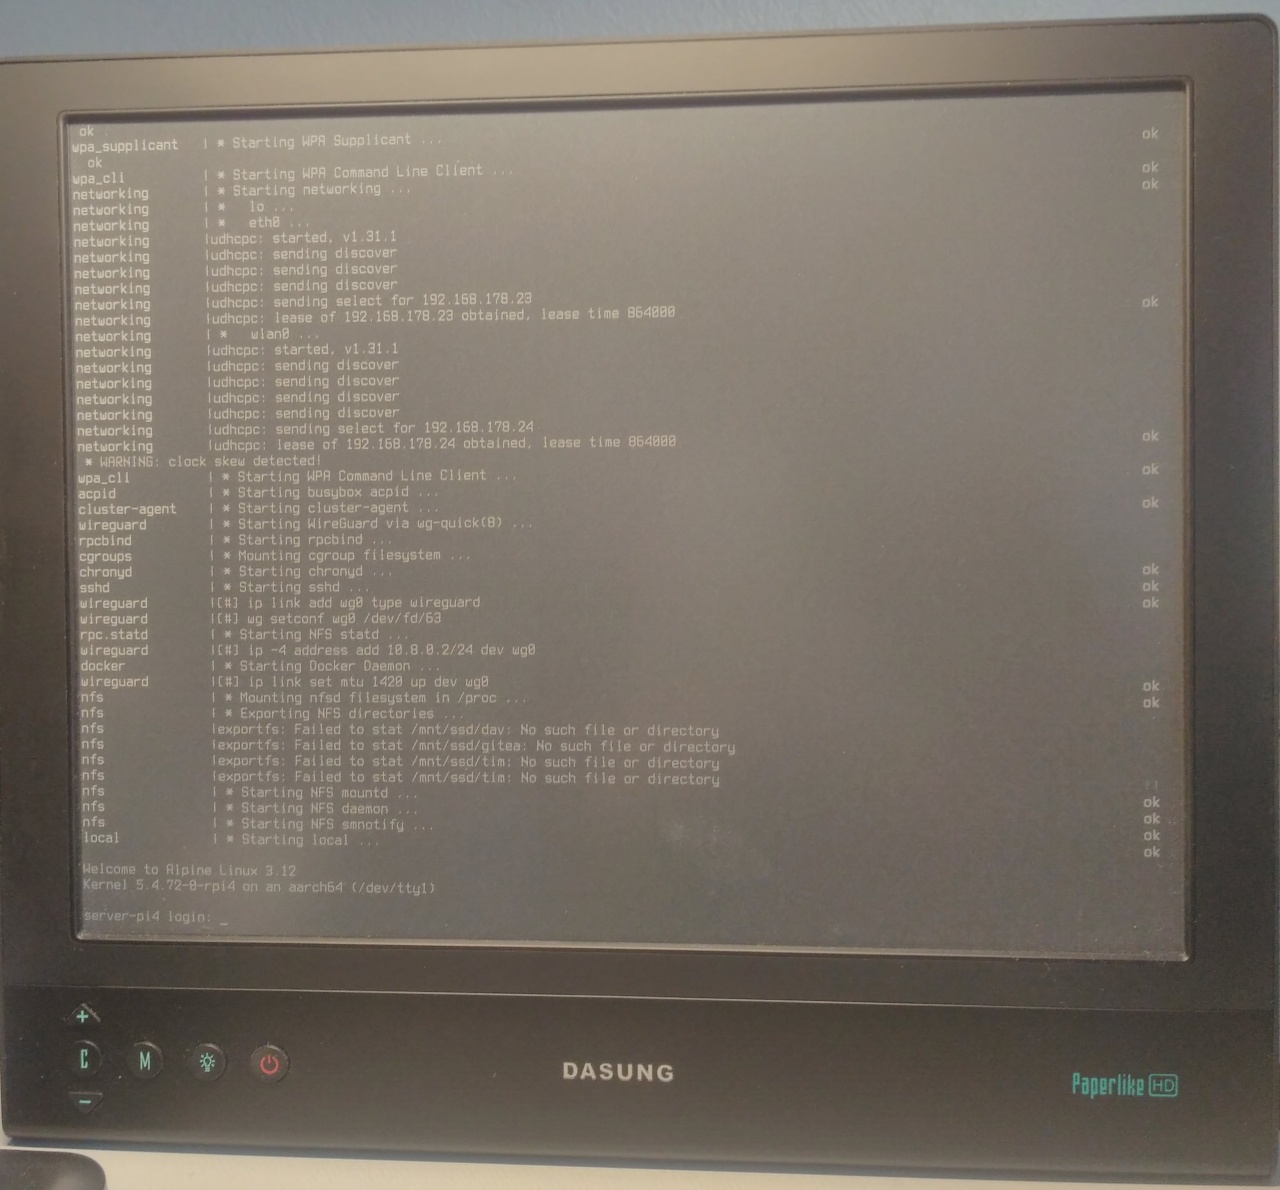 ok
wpa_supplicant | * Starting WPA Supplicant ... ok
ok
wpa_cli | * Starting WPA Command Line Client ... ok
networking | * Starting networking ... ok
networking | * lo ...
networking | * eth0 ...
networking |udhcpc: started, v1.31.1
networking |udhcpc: sending discover
networking |udhcpc: sending discover
networking |udhcpc: sending discover
networking |udhcpc: sending select for 192.168.178.23 ok
networking |udhcpc: lease of 192.168.178.23 obtained, lease time 864000
networking | * wlan0 ...
networking |udhcpc: started, v1.31.1
networking |udhcpc: sending discover
networking |udhcpc: sending discover
networking |udhcpc: sending discover
networking |udhcpc: sending discover
networking |udhcpc: sending select for 192.168.178.24
networking |udhcpc: lease of 192.168.178.24 obtained, lease time 864000 ok
* WARNING: clock skew detected!
wpa_cli | * Starting WPA Command Line Client ... ok
acpid | * Starting busybox acpid ...
cluster-agent | * Starting cluster-agent ... ok
wireguard | * Starting WireGuard via wg-quick(8) ...
rpcbind | * Starting rpcbind ...
cgroups | * Mounting cgroup filesystem ...
chronyd | * Starting chronyd ... ok
sshd | * Starting sshd ... ok
wireguard |[#] ip link add wg0 type wireguard ok
wireguard |[#] wg setconf wg0 /dev/fd/63
rpc.statd | * Starting NFS statd ...
wireguard |[#] ip -4 address add 10.8.0.2/24 dev wg0
docker | * Starting Docker Daemon ...
wireguard |[#] ip link set mtu 1420 up dev wg0 ok
nfs | * Mounting nfsd filesystem in /proc ... ok
nfs | * Exporting NFS directories ...
nfs |exportfs: Failed to stat /mnt/ssd/dav: No such file or directory
nfs |exportfs: Failed to stat /mnt/ssd/gitea: No such file or directory
nfs |exportfs: Failed to stat /mnt/ssd/tim: No such file or directory
nfs |exportfs: Failed to stat /mnt/ssd/tim: No such file or directory
nfs | * Starting NFS mountd ... ok
nfs | * Starting NFS daemon ... ok
nfs | * Starting NFS smnotify ... ok
local | * Starting local ... ok
Welcome to Alpine Linux 3.12
Kernel 5.4.72-0-rpi4 on an aarch64 (/dev/tty1)
server-pi4 login: _
+
C M
-
DASUNG
Paperlike HD